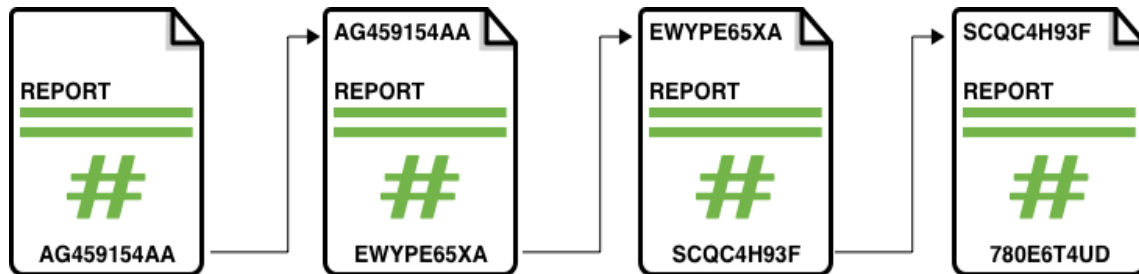 REPORT
#
AG459154AA
AG459154AA
REPORT
#
EWYPE65XA
EWYPE65XA
REPORT
#
SCQC4H93F
SCQC4H93F
REPORT
#
780E6T4UD